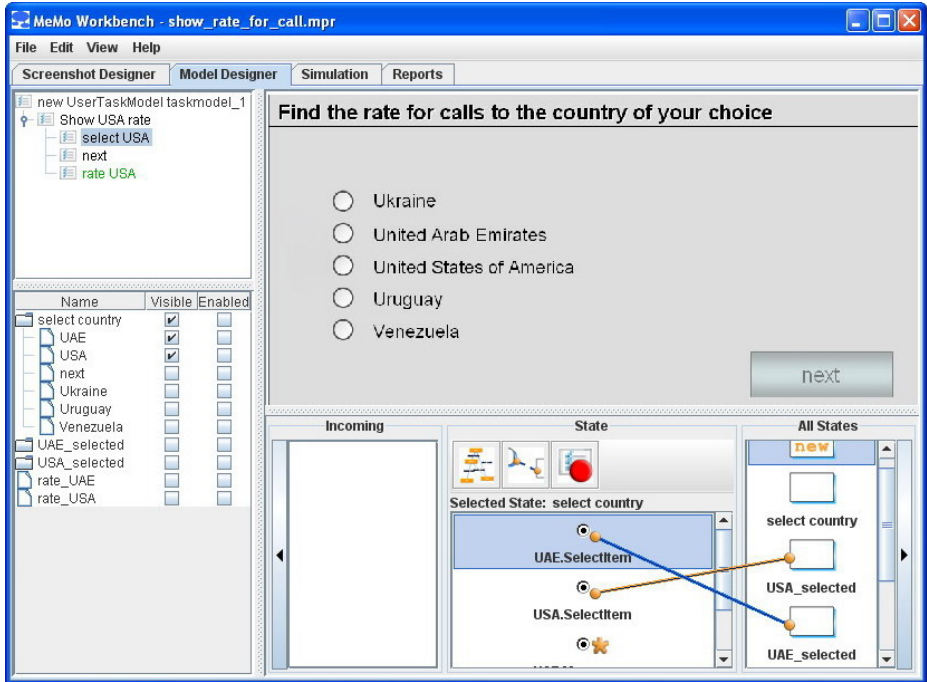 MeMo Workbench - show_rate_for_call.mpr
File Edit View Help
Screenshot Designer Model Designer Simulation Reports
new UserTaskModel taskmodel_1
Show USA rate
select USA
next
rate USA
Name Visible Enabled
select country
UAE
USA
next
Ukraine
Uruguay
Venezuela
UAE_selected
USA_selected
rate_UAE
rate_USA
Find the rate for calls to the country of your choice
Ukraine
United Arab Emirates
United States of America
Uruguay
Venezuela
next
Incoming
State
Selected State: select country
UAE.SelectItem
USA.SelectItem
All States
new
select country
USA_selected
UAE_selected